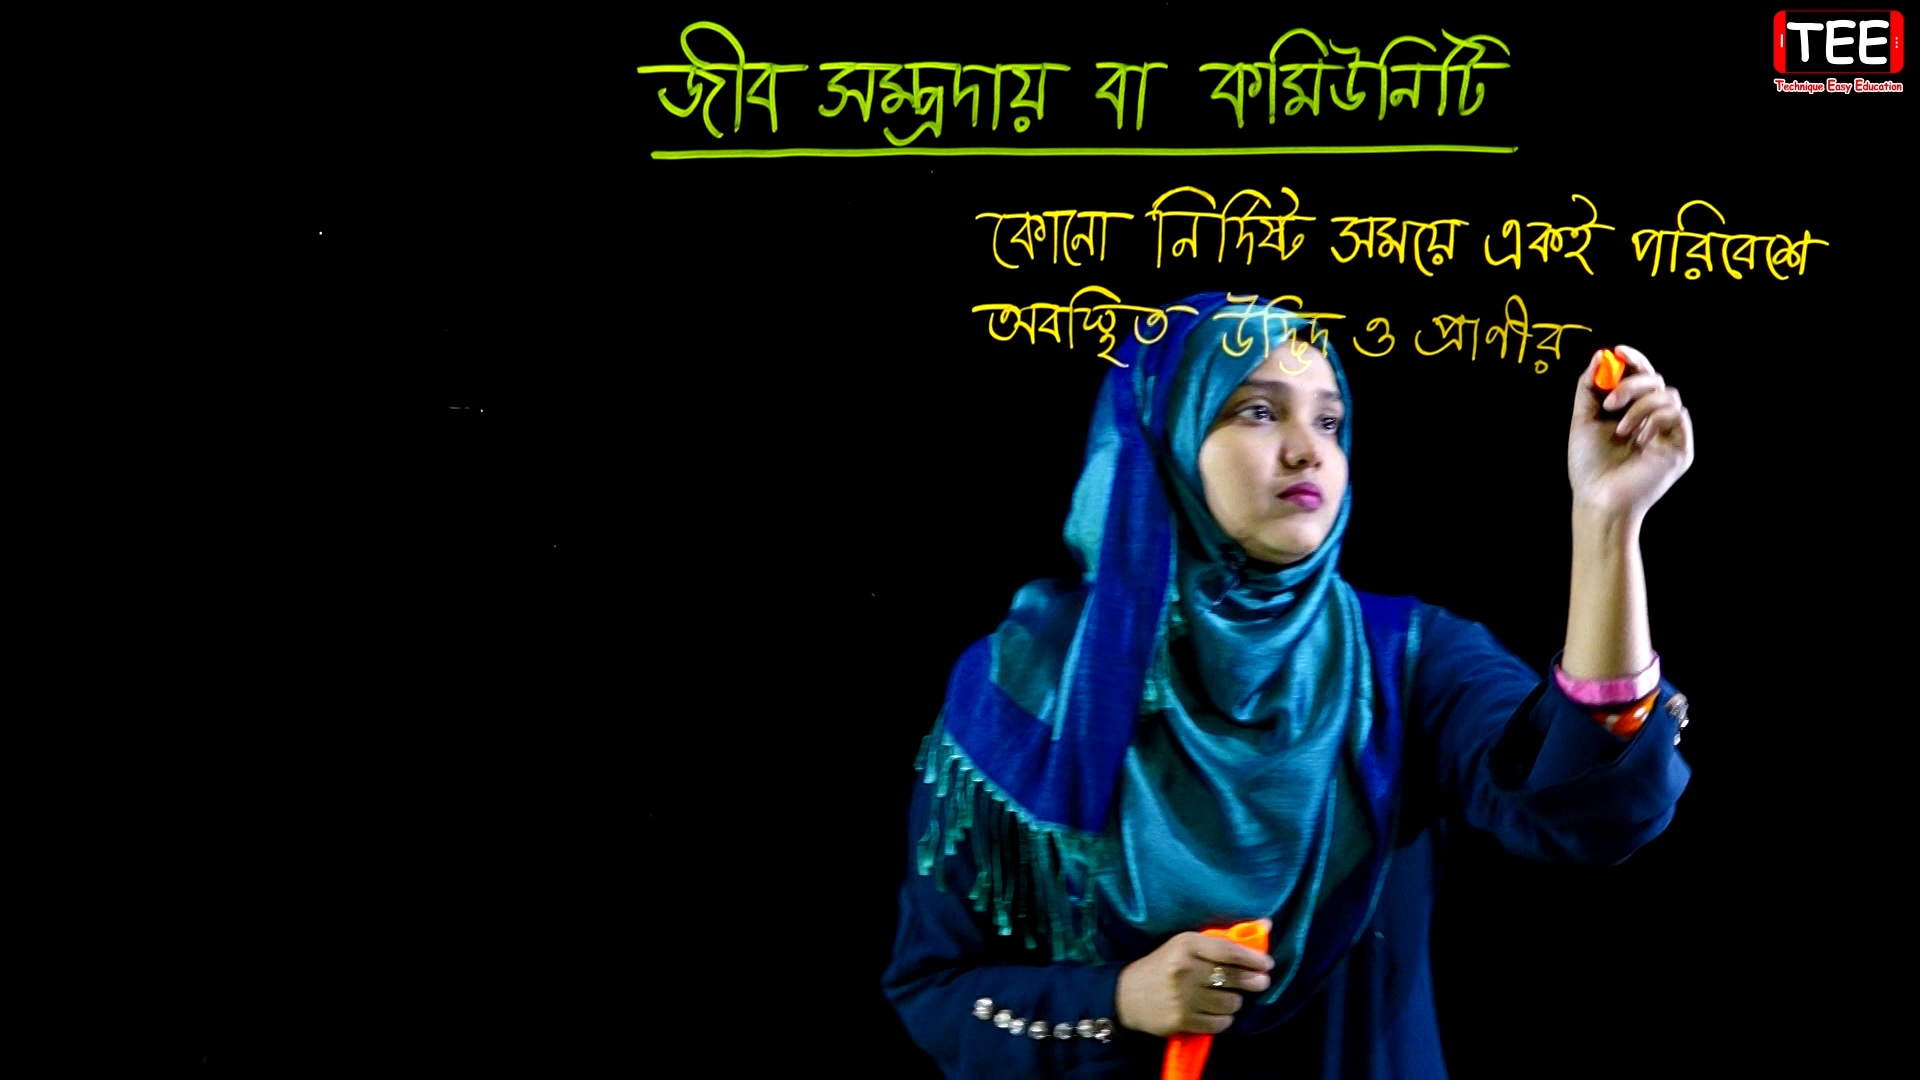 জীব সম্প্রদায় বা কমিউনিটি
কোনো নির্দিষ্ট সময়ে একই পরিবেশে
অবস্থিত উদ্ভিদ ও প্রাণীর
TEE
Technique Easy Education